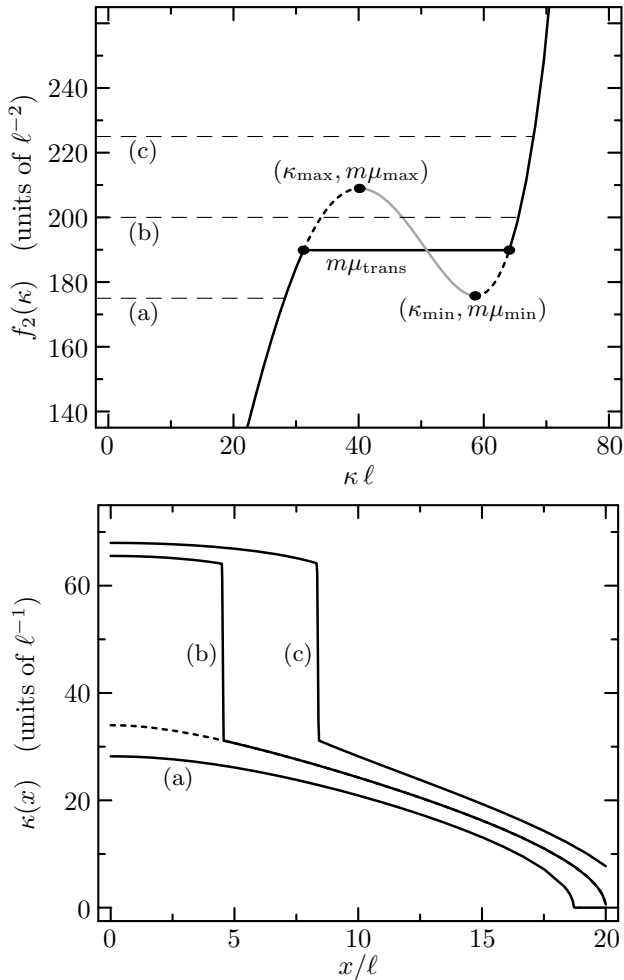 240
220
200
180
160
140
f₂(κ) (units of ℓ⁻²)
(c)
(κmax, mμmax)
(b)
mμtrans
(a)
(κmin, mμmin)
0 20 40 60 80
κ ℓ
60
40
20
0
κ(x) (units of ℓ⁻¹)
(b) (c)
(a)
0 5 10 15 20
x/ℓ